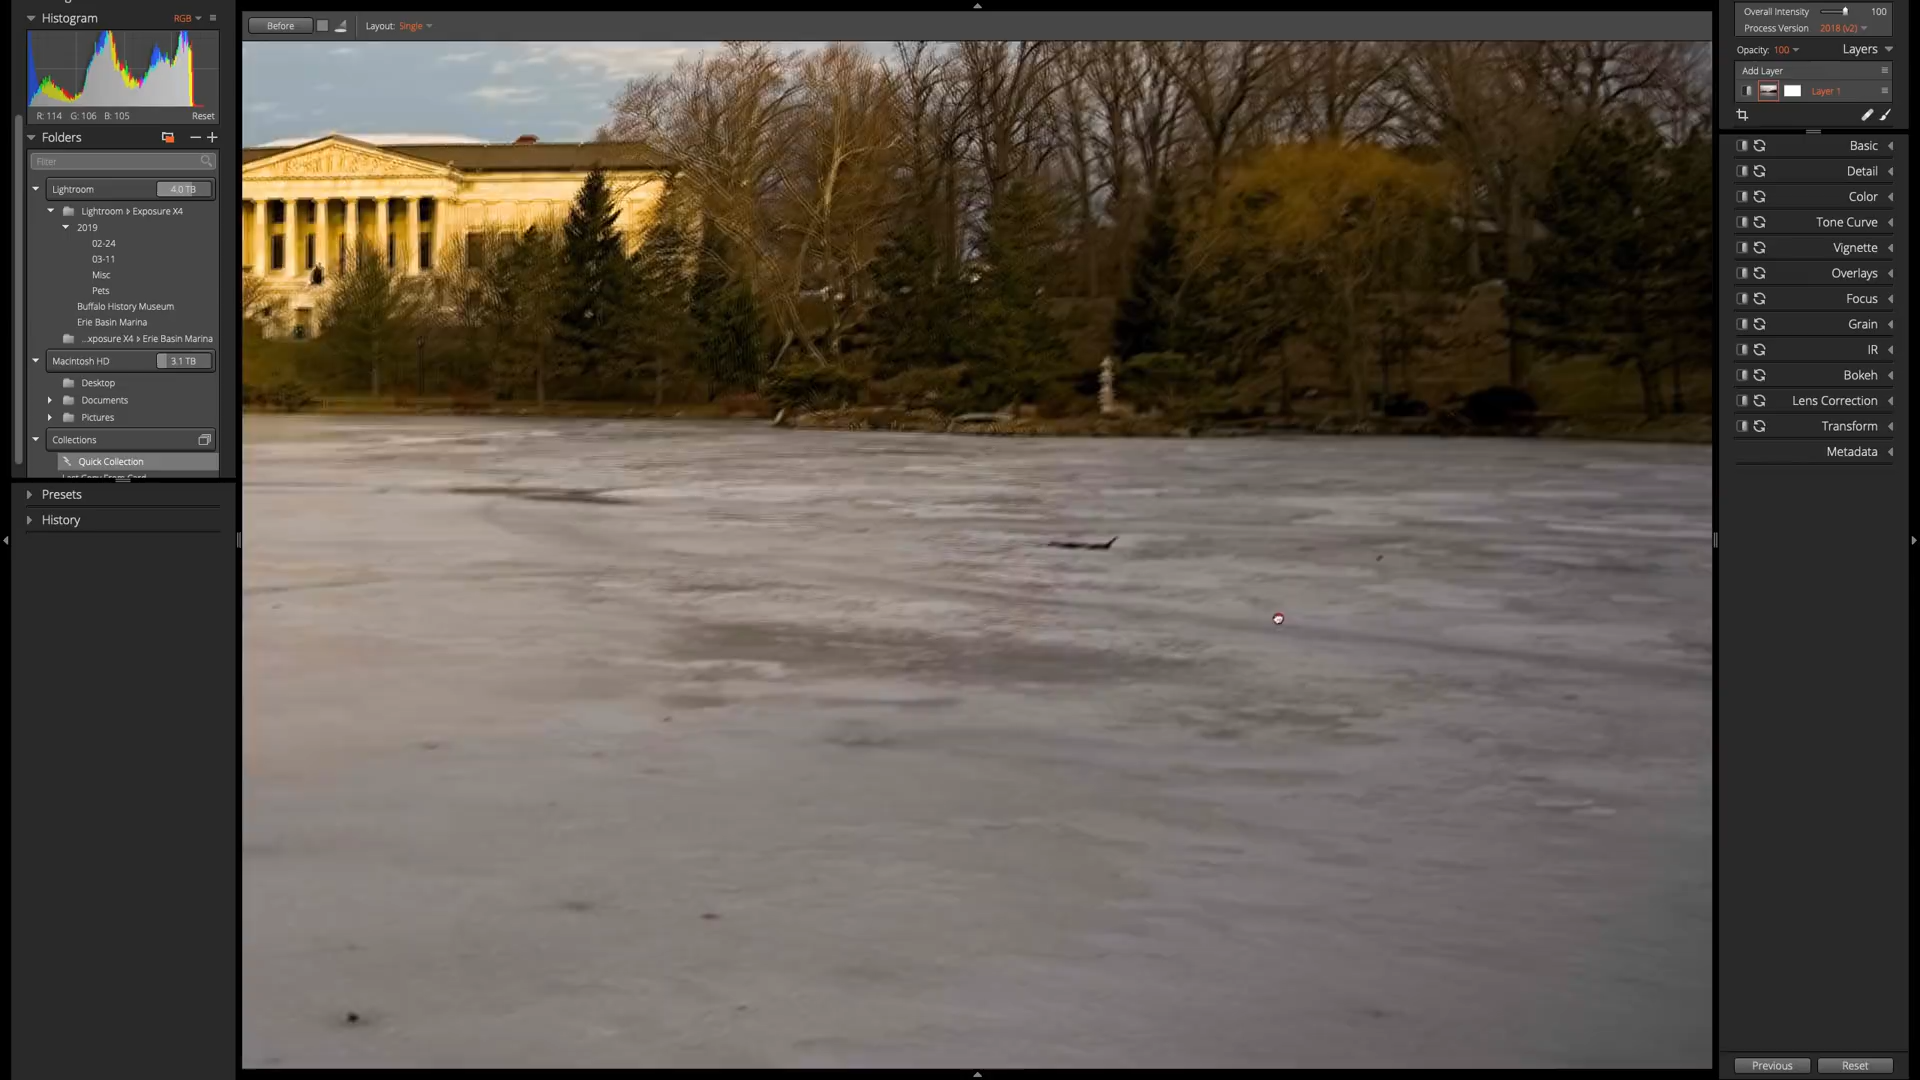 Histogram
RGB
R: 114 G: 106 B: 105
Reset
Folders
Filter
Lightroom
4.0 TB
Lightroom ▸ Exposure X4
2019
02-24
03-11
Misc
Pets
Buffalo History Museum
Erie Basin Marina
...xposure X4 ▸ Erie Basin Marina
Macintosh HD
3.1 TB
Desktop
Documents
Pictures
Collections
Quick Collection
Presets
History
Before
Layout: Single
Overall Intensity
100
Process Version
2018 (v2)
Opacity: 100
Layers
Add Layer
Layer 1
Basic
Detail
Color
Tone Curve
Vignette
Overlays
Focus
Grain
IR
Bokeh
Lens Correction
Transform
Metadata
Previous
Reset